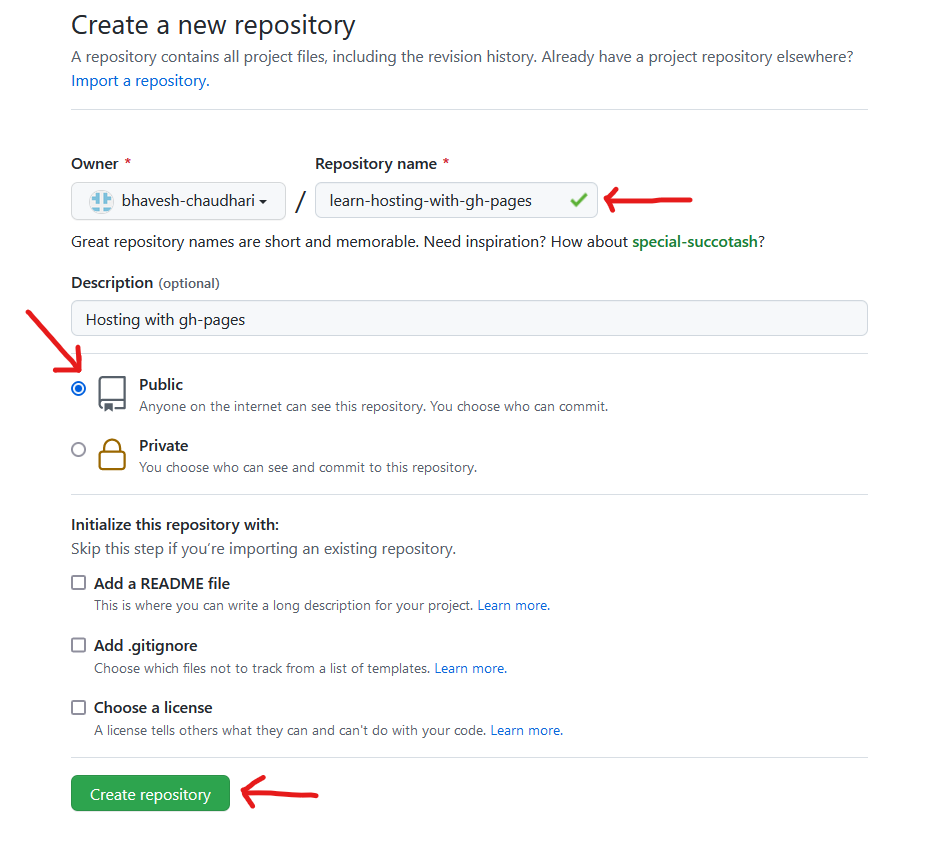 Create a new repository
A repository contains all project files, including the revision history. Already have a project repository elsewhere?
Import a repository.
Owner * Repository name *
bhavesh-chaudhari / learn-hosting-with-gh-pages
Great repository names are short and memorable. Need inspiration? How about special-succotash?
Description (optional)
Hosting with gh-pages
Public
Anyone on the internet can see this repository. You choose who can commit.
Private
You choose who can see and commit to this repository.
Initialize this repository with:
Skip this step if you're importing an existing repository.
Add a README file
This is where you can write a long description for your project. Learn more.
Add .gitignore
Choose which files not to track from a list of templates. Learn more.
Choose a license
A license tells others what they can and can't do with your code. Learn more.
Create repository